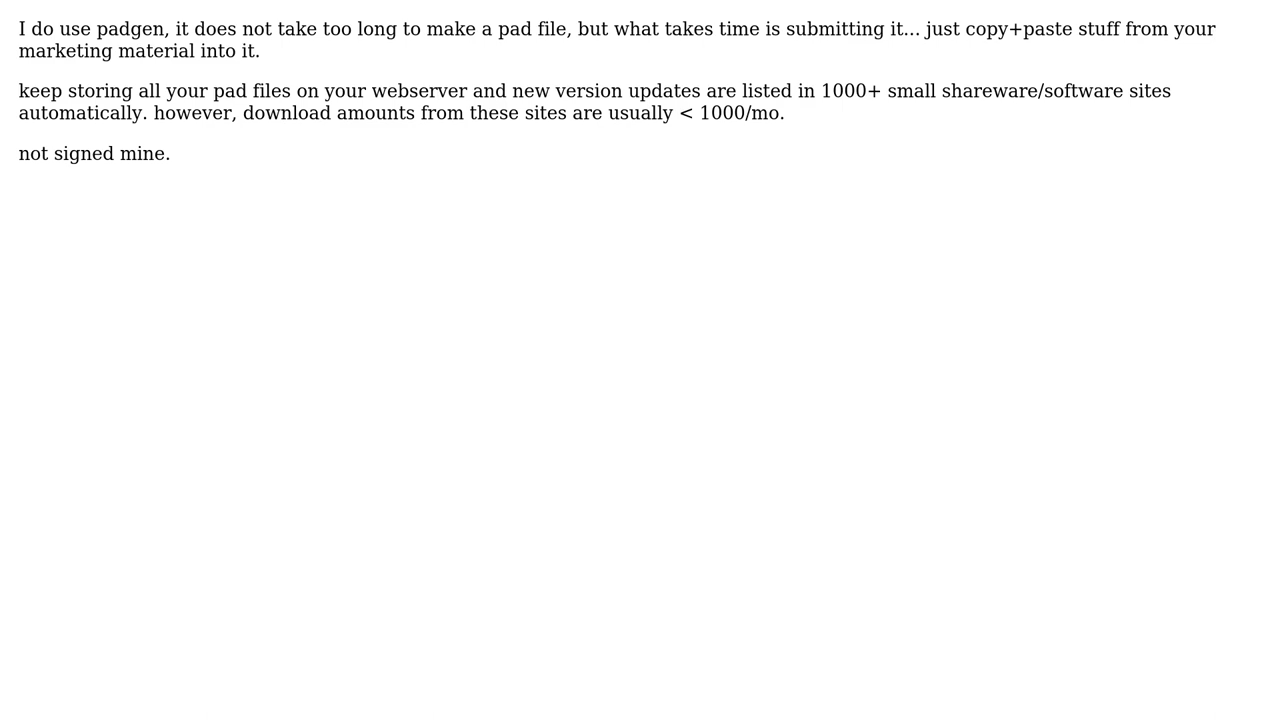 I do use padgen, it does not take too long to make a pad file, but what takes time is submitting it... just copy+paste stuff from your
marketing material into it.
keep storing all your pad files on your webserver and new version updates are listed in 1000+ small shareware/software sites
automatically. however, download amounts from these sites are usually < 1000/mo.
not signed mine.